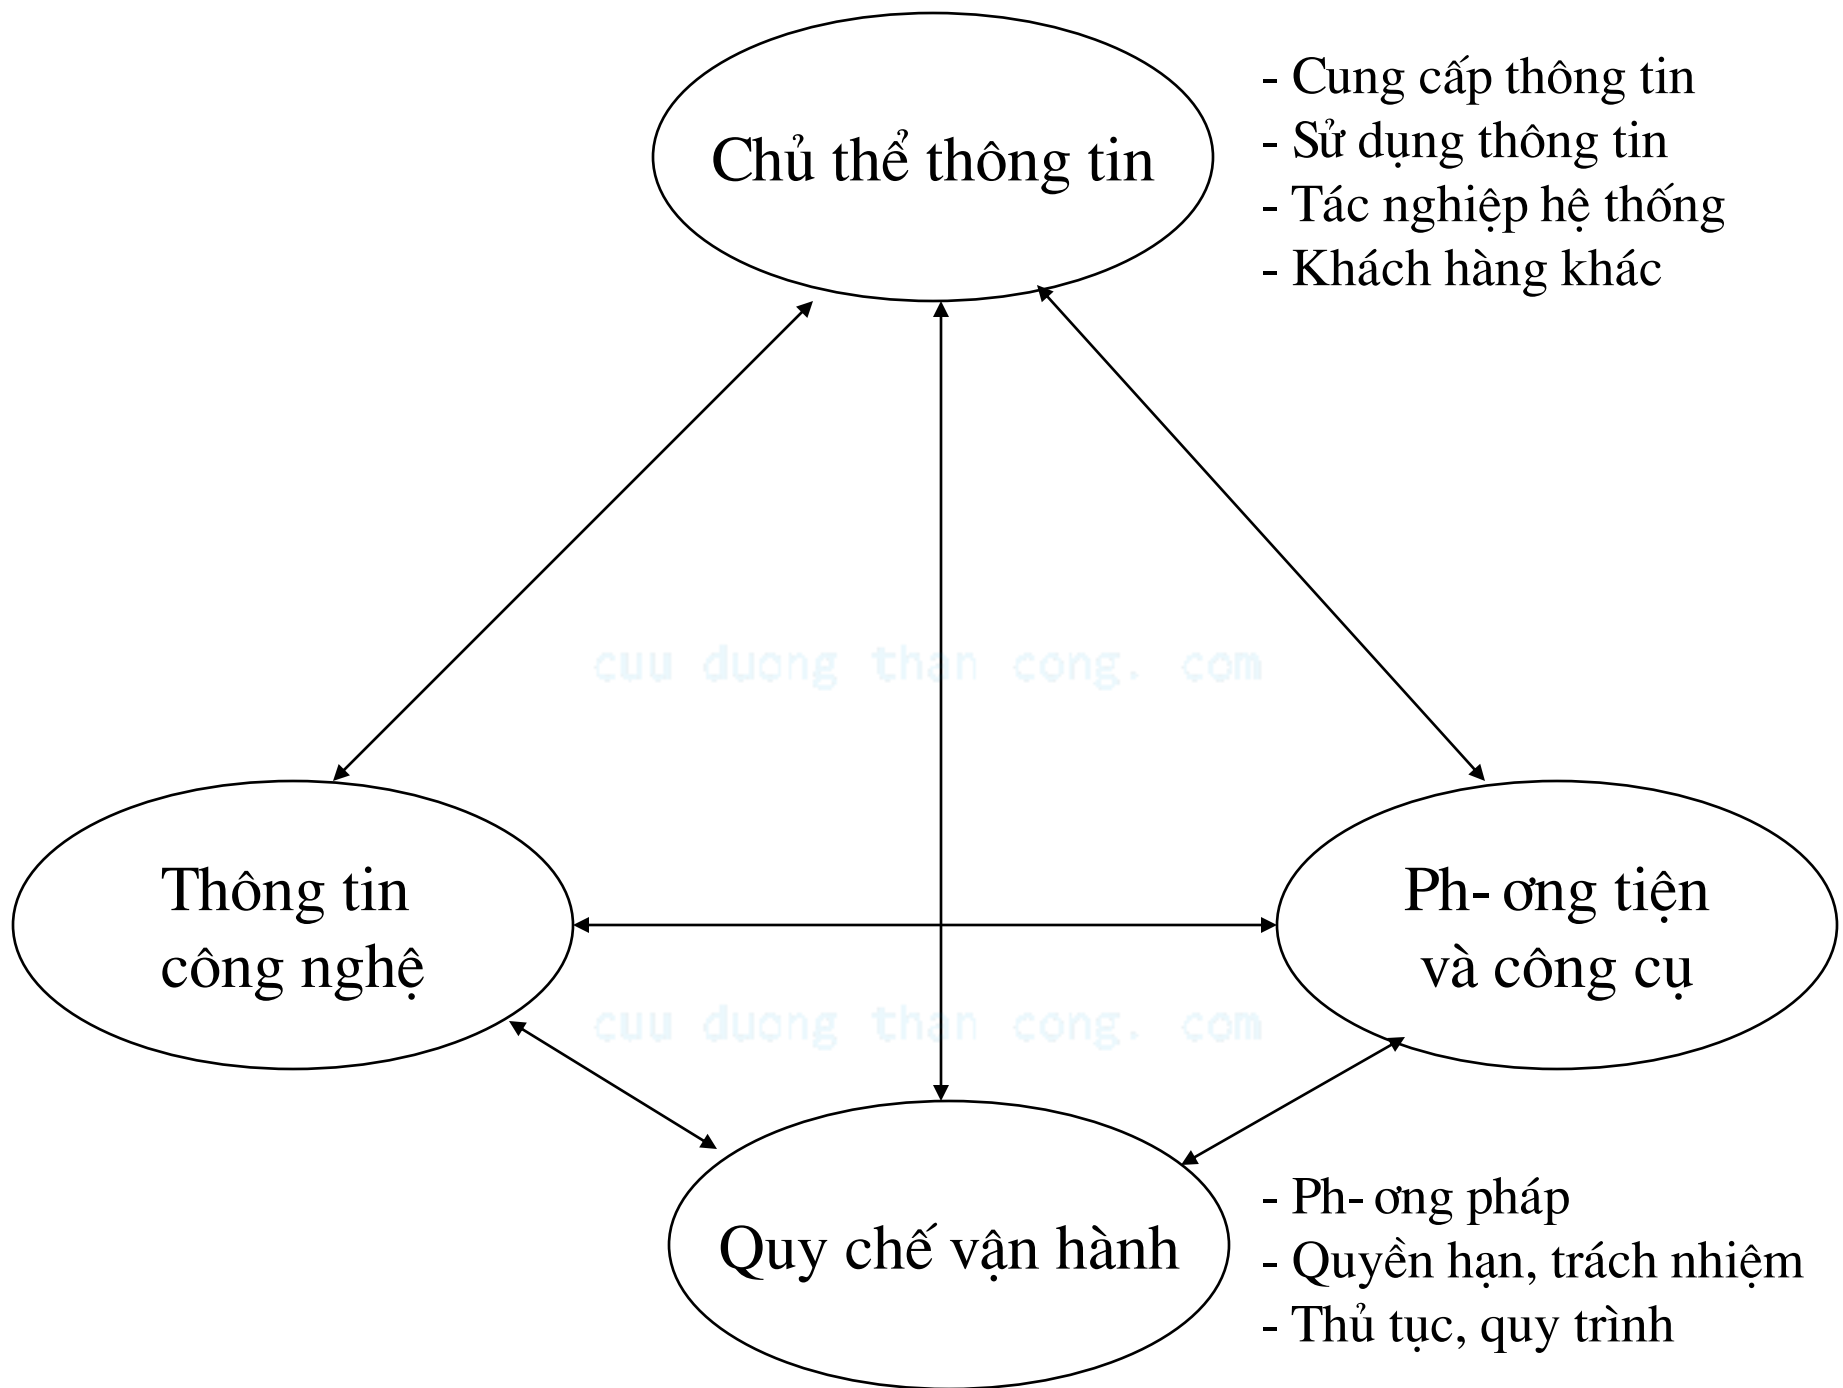 Chủ thể thông tin
- Cung cấp thông tin
- Sử dụng thông tin
- Tác nghiệp hệ thống
- Khách hàng khác
cuu duong than cong. com
Thông tin
công nghệ
Ph- ơng tiện
và công cụ
cuu duong than cong. com
Quy chế vận hành
- Ph- ơng pháp
- Quyền hạn, trách nhiệm
- Thủ tục, quy trình